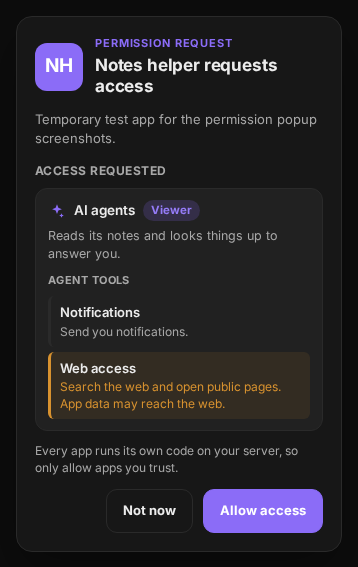 NH
PERMISSION REQUEST
Notes helper requests
access
Temporary test app for the permission popup
screenshots.
ACCESS REQUESTED
AI agents Viewer
Reads its notes and looks things up to
answer you.
AGENT TOOLS
Notifications
Send you notifications.
Web access
Search the web and open public pages.
App data may reach the web.
Every app runs its own code on your server, so
only allow apps you trust.
Not now Allow access